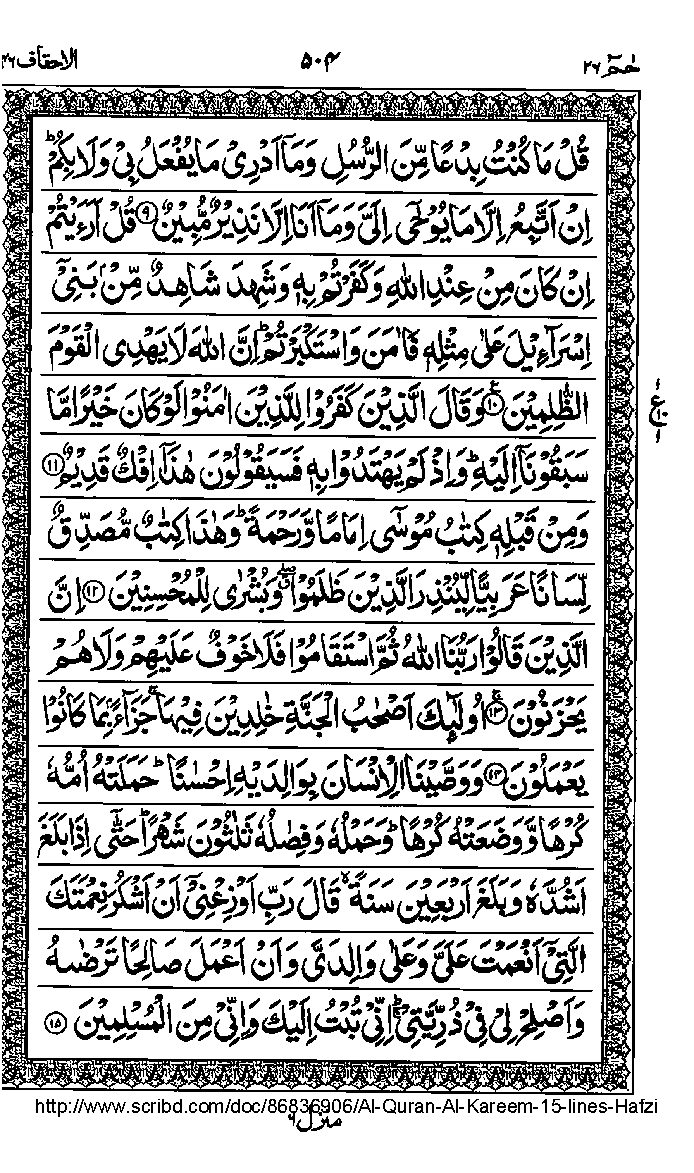 حٰمٓ ٢٦ ٥٠٤ الاحقاف ٤٦
قُلْ مَا كُنْتُ بِدْعًا مِّنَ الرُّسُلِ وَمَآ اَدْرِىْ مَا يُفْعَلُ بِىْ وَلَا بِكُمْ ؕ
اِنْ اَتَّبِعُ اِلَّا مَا يُوْحٰٓى اِلَىَّ وَمَآ اَنَا اِلَّا نَذِيْرٌ مُّبِيْنٌ ﴿٩﴾ قُلْ اَرَءَيْتُمْ
اِنْ كَانَ مِنْ عِنْدِ اللّٰهِ وَكَفَرْتُمْ بِهٖ وَشَهِدَ شَاهِدٌ مِّنْۢ بَنِىْٓ
اِسْرَآءِيْلَ عَلٰى مِثْلِهٖ فَاٰمَنَ وَاسْتَكْبَرْتُمْ ؕ اِنَّ اللّٰهَ لَا يَهْدِى الْقَوْمَ
الظّٰلِمِيْنَ ﴿١٠﴾ وَقَالَ الَّذِيْنَ كَفَرُوْا لِلَّذِيْنَ اٰمَنُوْا لَوْ كَانَ خَيْرًا مَّا
سَبَقُوْنَآ اِلَيْهِ ؕ وَاِذْ لَمْ يَهْتَدُوْا بِهٖ فَسَيَقُوْلُوْنَ هٰذَآ اِفْكٌ قَدِيْمٌ ﴿١١﴾
وَمِنْ قَبْلِهٖ كِتٰبُ مُوْسٰٓى اِمَامًا وَّرَحْمَةً ؕ وَهٰذَا كِتٰبٌ مُّصَدِّقٌ
لِّسَانًا عَرَبِيًّا لِّيُنْذِرَ الَّذِيْنَ ظَلَمُوْا ۖ وَبُشْرٰى لِلْمُحْسِنِيْنَ ﴿١٢﴾ اِنَّ
الَّذِيْنَ قَالُوْا رَبُّنَا اللّٰهُ ثُمَّ اسْتَقَامُوْا فَلَا خَوْفٌ عَلَيْهِمْ وَلَا هُمْ
يَحْزَنُوْنَ ﴿١٣﴾ اُولٰٓئِكَ اَصْحٰبُ الْجَنَّةِ خٰلِدِيْنَ فِيْهَا ۚ جَزَآءًۢ بِمَا كَانُوْا
يَعْمَلُوْنَ ﴿١٤﴾ وَوَصَّيْنَا الْاِنْسَانَ بِوَالِدَيْهِ اِحْسٰنًا ؕ حَمَلَتْهُ اُمُّهٗ
كُرْهًا وَّوَضَعَتْهُ كُرْهًا ؕ وَحَمْلُهٗ وَفِصٰلُهٗ ثَلٰثُوْنَ شَهْرًا ؕ حَتّٰٓى اِذَا بَلَغَ
اَشُدَّهٗ وَبَلَغَ اَرْبَعِيْنَ سَنَةً ۙ قَالَ رَبِّ اَوْزِعْنِىْٓ اَنْ اَشْكُرَ نِعْمَتَكَ
الَّتِىْٓ اَنْعَمْتَ عَلَىَّ وَعَلٰى وَالِدَىَّ وَاَنْ اَعْمَلَ صَالِحًا تَرْضٰىهُ
وَاَصْلِحْ لِىْ فِىْ ذُرِّيَّتِىْ ؕ اِنِّىْ تُبْتُ اِلَيْكَ وَاِنِّىْ مِنَ الْمُسْلِمِيْنَ ﴿١٥﴾
http://www.scribd.com/doc/86836906/Al-Quran-Al-Kareem-15-lines-Hafzi
منزل ٦